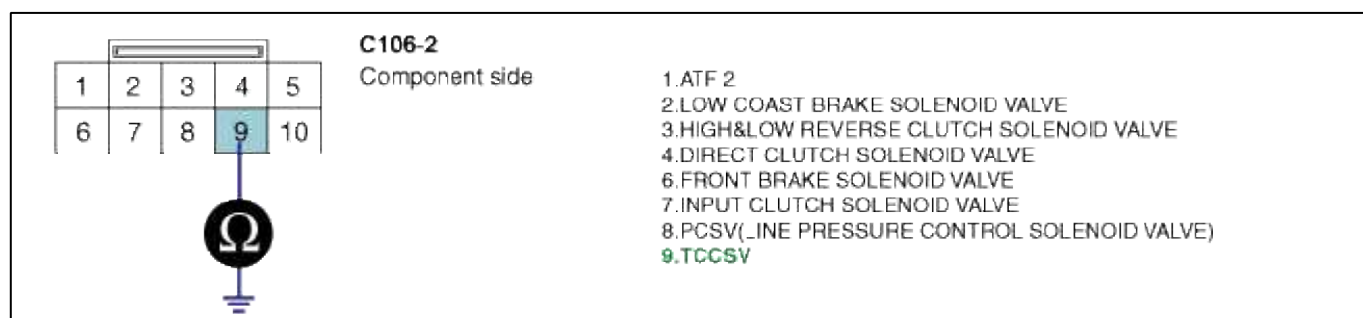 C106-2
Component side
1 2 3 4 5
6 7 8 9 10
Ω
1.ATF 2
2.LOW COAST BRAKE SOLENOID VALVE
3.HIGH&LOW REVERSE CLUTCH SOLENOID VALVE
4.DIRECT CLUTCH SOLENOID VALVE
6.FRONT BRAKE SOLENOID VALVE
7.INPUT CLUTCH SOLENOID VALVE
8.PCSV(LINE PRESSURE CONTROL SOLENOID VALVE)
9.TCCSV